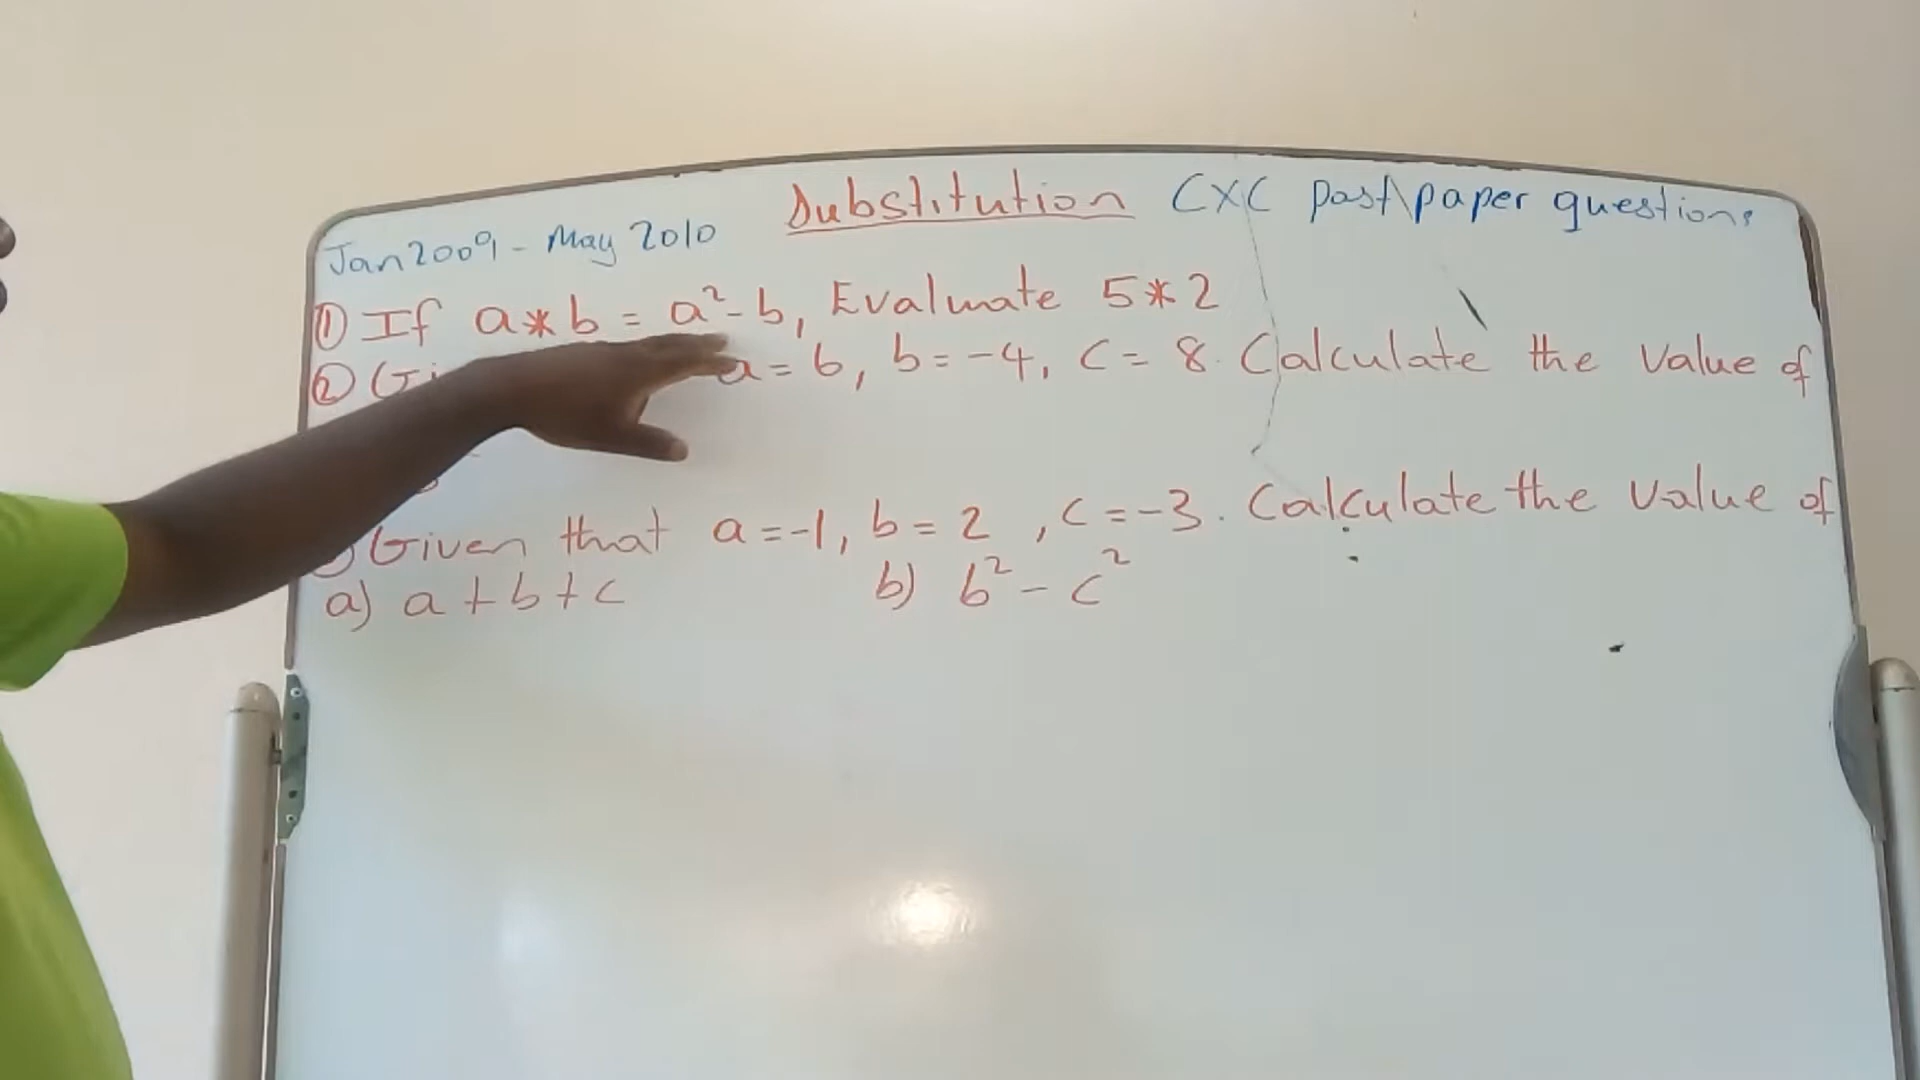 Substitution CXC past paper questions
Jan 2009 - May 2010
① If a * b = a² - b, Evaluate 5 * 2
② a = 6, b = -4, c = 8. Calculate the value of
Given that a = -1, b = 2, c = -3. Calculate the value of
a) a + b + c b) b² - c²